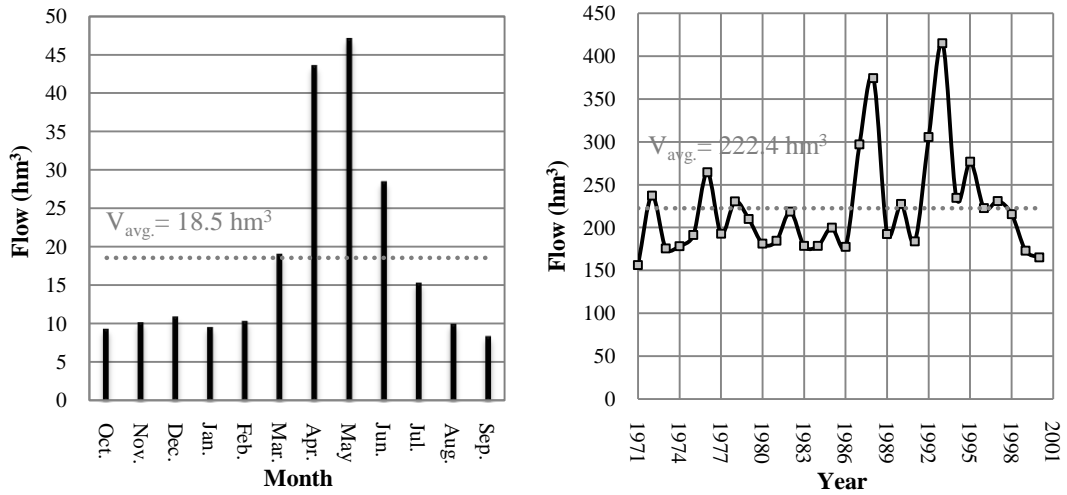 50
45
40
35
30
25
20
15
10
5
0
Flow (hm³)
V avg. = 18.5 hm³
Oct.
Nov.
Dec.
Jan.
Feb.
Mar.
Apr.
May
Jun.
Jul.
Aug.
Sep.
Month
450
400
350
300
250
200
150
100
50
0
Flow (hm³)
V avg. = 222.4 hm³
1971
1974
1977
1980
1983
1986
1989
1992
1995
1998
2001
Year